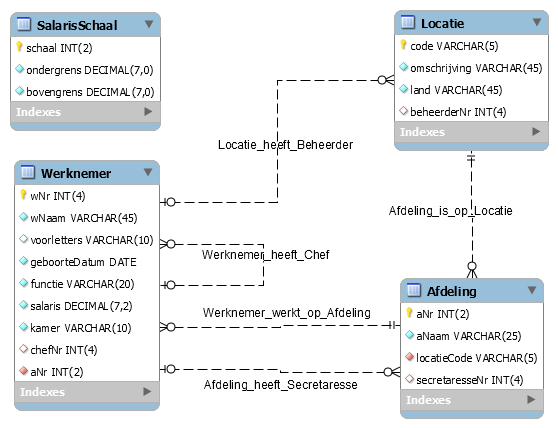 SalarisSchaal
schaal INT(2)
ondergrens DECIMAL(7,0)
bovengrens DECIMAL(7,0)
Indexes
Locatie
code VARCHAR(5)
omschrijving VARCHAR(45)
land VARCHAR(45)
beheerderNr INT(4)
Indexes
Locatie_heeft_Beheerder
Werknemer
wNr INT(4)
wNaam VARCHAR(45)
voorletters VARCHAR(10)
geboorteDatum DATE
functie VARCHAR(20)
salaris DECIMAL(7,2)
kamer VARCHAR(10)
chefNr INT(4)
aNr INT(2)
Indexes
Afdeling_is_op_Locatie
Werknemer_heeft_Chef
Werknemer_werkt_op_Afdeling
Afdeling_heeft_Secretaresse
Afdeling
aNr INT(2)
aNaam VARCHAR(25)
locatieCode VARCHAR(5)
secretaresseNr INT(4)
Indexes